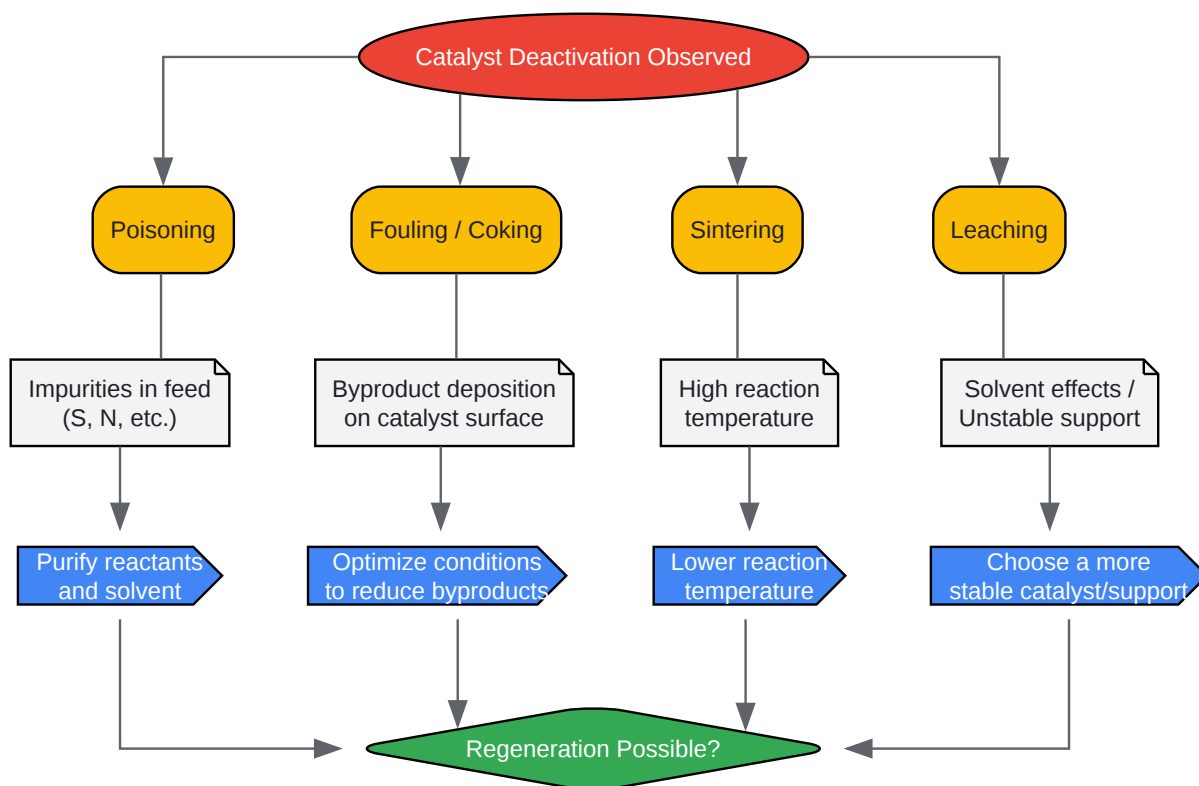 Catalyst Deactivation Observed
Poisoning
Fouling / Coking
Sintering
Leaching
Impurities in feed
(S, N, etc.)
Byproduct deposition
on catalyst surface
High reaction
temperature
Solvent effects /
Unstable support
Purify reactants
and solvent
Optimize conditions
to reduce byproducts
Lower reaction
temperature
Choose a more
stable catalyst/support
Regeneration Possible?